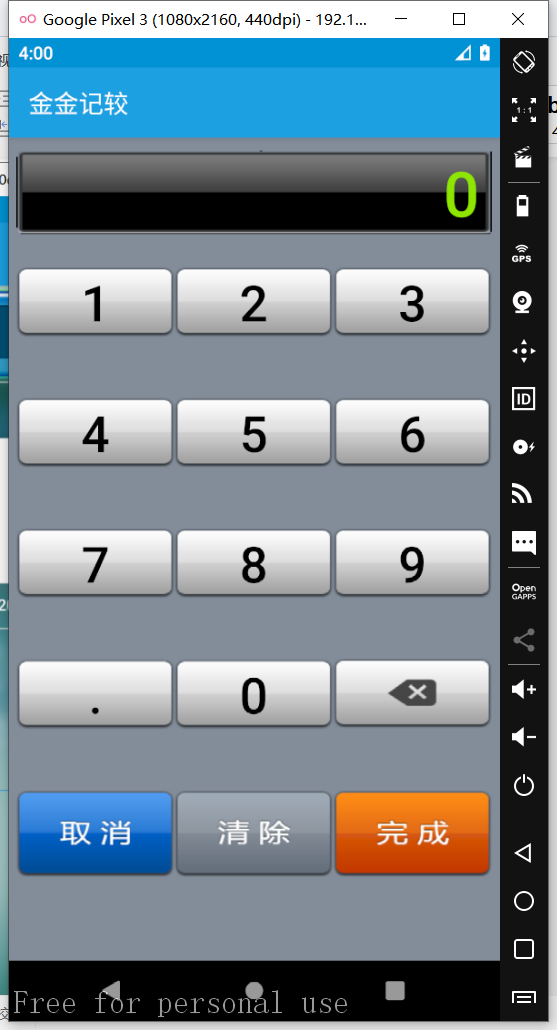 Google Pixel 3 (1080x2160, 440dpi) - 192.1...
4:00
金金记较
0
1 2 3
4 5 6
7 8 9
. 0
取 消 清 除 完 成
1:1
GPS
ID
Open
GAPPS
Free for personal use